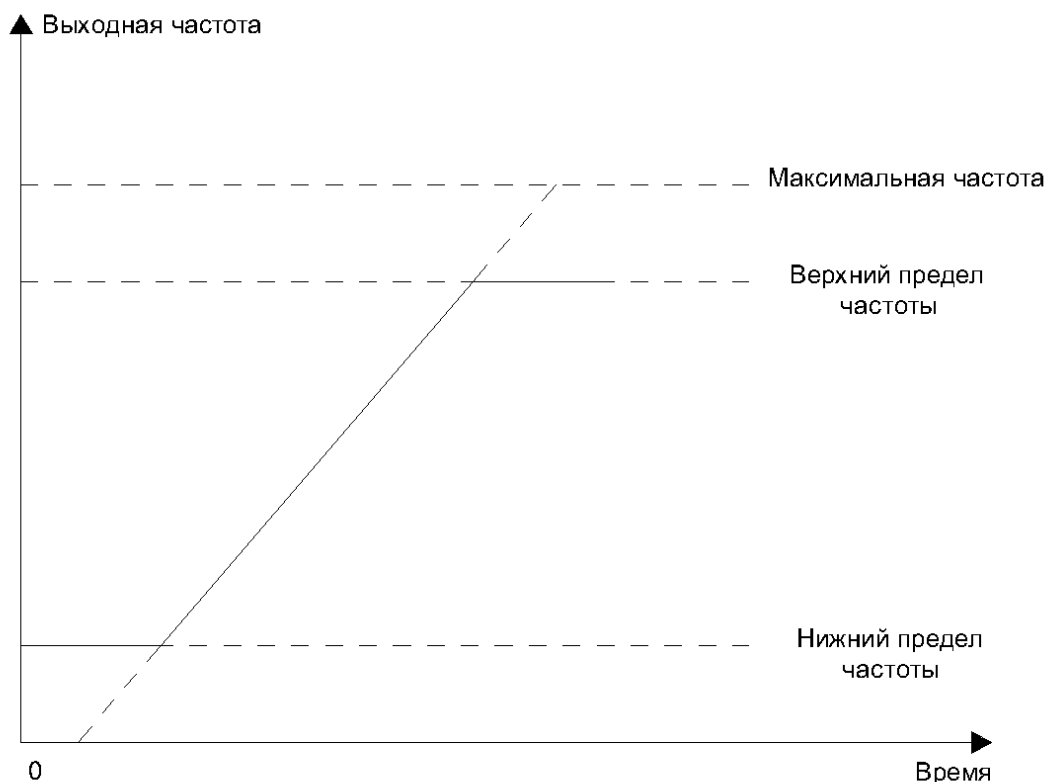 Выходная частота
Максимальная частота
Верхний предел
частоты
Нижний предел
частоты
0
Время